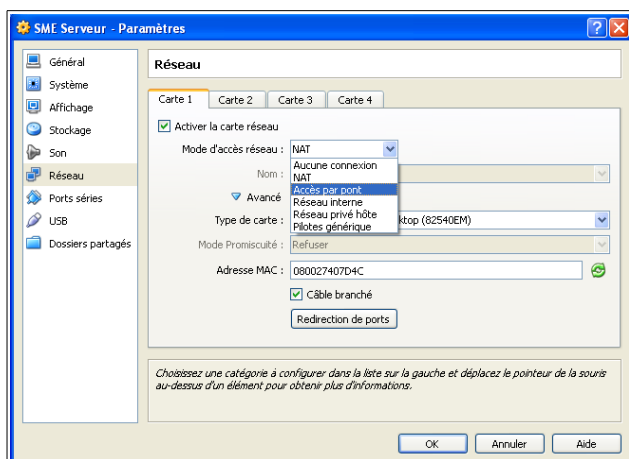 SME Serveur - Paramètres
Général
Système
Affichage
Stockage
Son
Réseau
Ports séries
USB
Dossiers partagés
Réseau
Carte 1 Carte 2 Carte 3 Carte 4
Activer la carte réseau
Mode d'accès réseau : NAT
Aucune connexion
NAT
Accès par pont
Réseau interne
Réseau privé hôte
Pilotes générique
Nom :
Avancé
Type de carte : ktop (82540EM)
Mode Promiscuité : Refuser
Adresse MAC : 080027407D4C
Câble branché
Redirection de ports
Choisissez une catégorie à configurer dans la liste sur la gauche et déplacez le pointeur de la souris
au-dessus d'un élément pour obtenir plus d'informations.
OK Annuler Aide